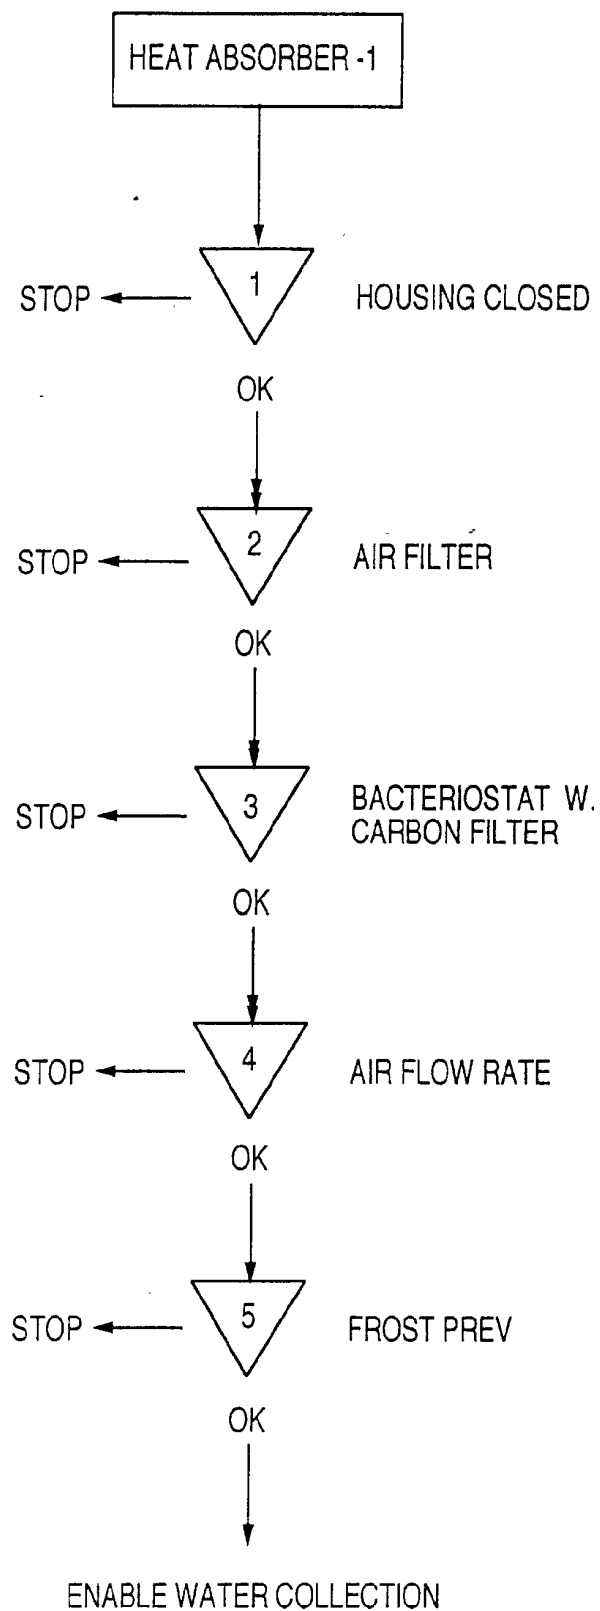 HEAT ABSORBER -1
1
STOP
HOUSING CLOSED
OK
2
STOP
AIR FILTER
OK
3
STOP
BACTERIOSTAT W.
CARBON FILTER
OK
4
STOP
AIR FLOW RATE
OK
5
STOP
FROST PREV
OK
ENABLE WATER COLLECTION